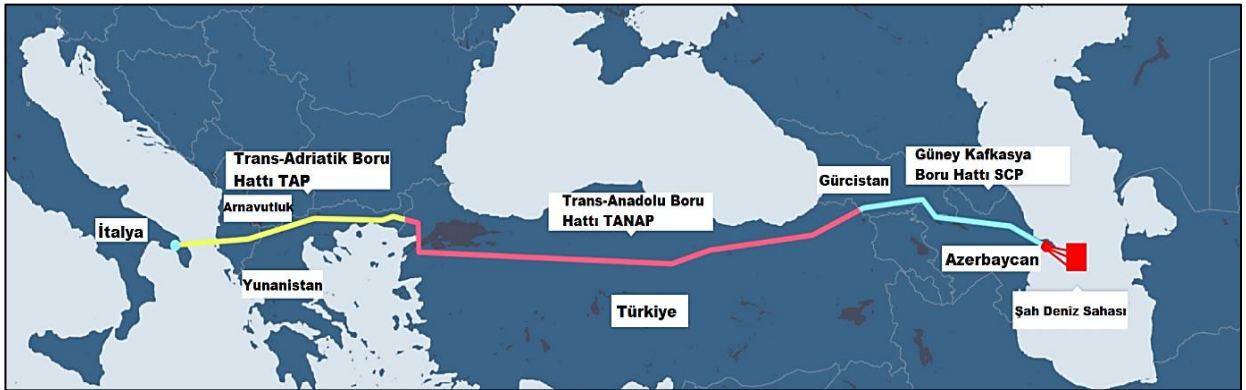 Trans-Adriatik Boru
Hattı TAP
Arnavutluk
İtalya
Yunanistan
Trans-Anadolu Boru
Hattı TANAP
Türkiye
Gürcistan
Güney Kafkasya
Boru Hattı SCP
Azerbaycan
Şah Deniz Sahası